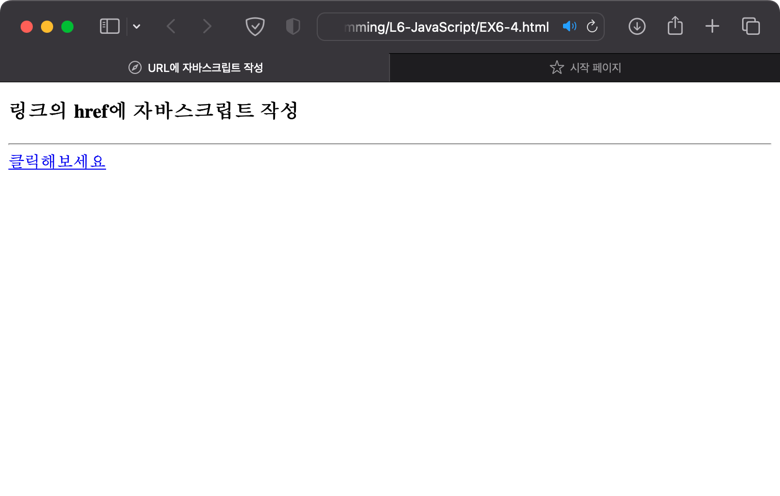 mming/L6-JavaScript/EX6-4.html
URL에 자바스크립트 작성
시작 페이지
링크의 href에 자바스크립트 작성
클릭해보세요